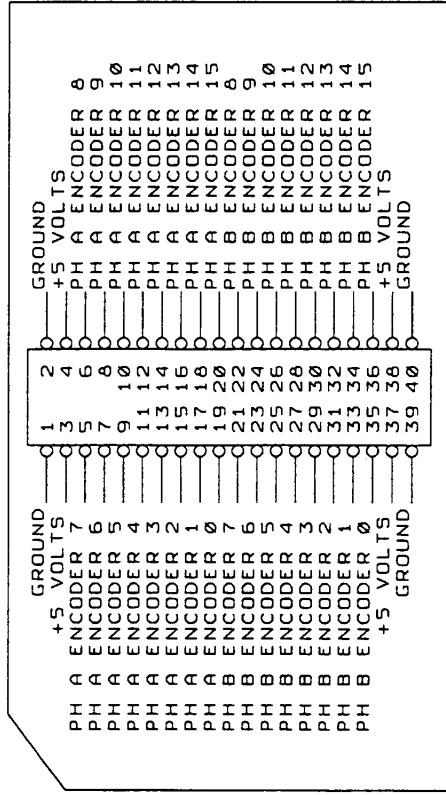 GROUND 1 2 GROUND
+5 VOLTS 3 4 +5 VOLTS
PH A ENCODER 7 5 6 PH A ENCODER 8
PH A ENCODER 6 7 8 PH A ENCODER 9
PH A ENCODER 5 9 10 PH A ENCODER 10
PH A ENCODER 4 11 12 PH A ENCODER 11
PH A ENCODER 3 13 14 PH A ENCODER 12
PH A ENCODER 2 15 16 PH A ENCODER 13
PH A ENCODER 1 17 18 PH A ENCODER 14
PH A ENCODER 0 19 20 PH A ENCODER 15
PH B ENCODER 7 21 22 PH B ENCODER 8
PH B ENCODER 6 23 24 PH B ENCODER 9
PH B ENCODER 5 25 26 PH B ENCODER 10
PH B ENCODER 4 27 28 PH B ENCODER 11
PH B ENCODER 3 29 30 PH B ENCODER 12
PH B ENCODER 2 31 32 PH B ENCODER 13
PH B ENCODER 1 33 34 PH B ENCODER 14
PH B ENCODER 0 35 36 PH B ENCODER 15
+5 VOLTS 37 38 +5 VOLTS
GROUND 39 40 GROUND